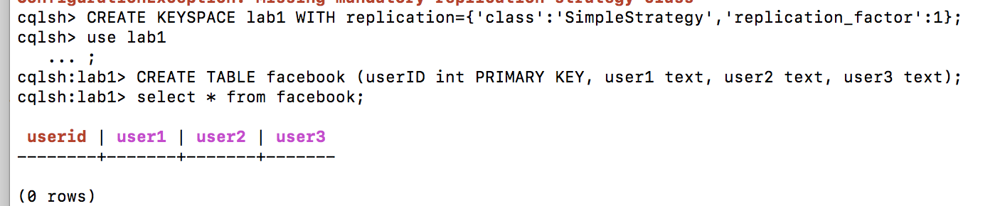 ConfigurationException: Missing mandatory replication strategy class
cqlsh> CREATE KEYSPACE lab1 WITH replication={'class':'SimpleStrategy','replication_factor':1};
cqlsh> use lab1
   ... ;
cqlsh:lab1> CREATE TABLE facebook (userID int PRIMARY KEY, user1 text, user2 text, user3 text);
cqlsh:lab1> select * from facebook;
 userid | user1 | user2 | user3
--------+-------+-------+-------
(0 rows)